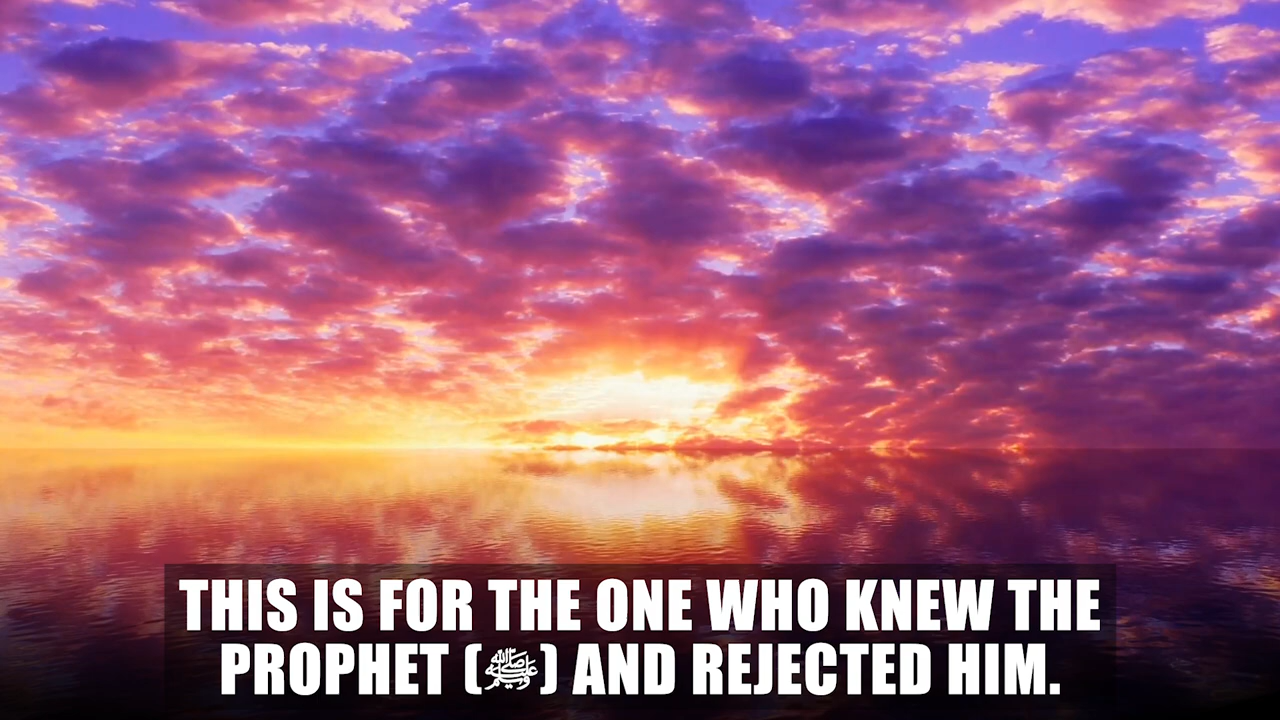 THIS IS FOR THE ONE WHO KNEW THE
PROPHET (ﷺ) AND REJECTED HIM.